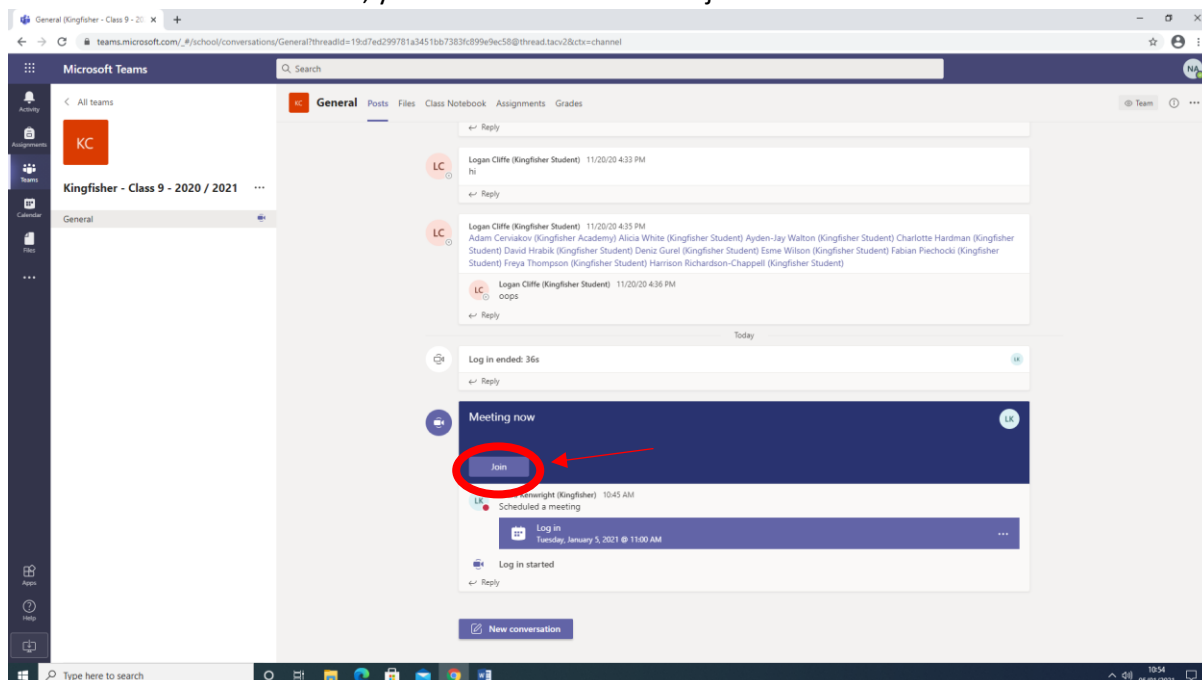 General (Kingfisher - Class 9 - 20
teams.microsoft.com/_#/school/conversations/General?threadId=19:d7ed299781a3451bb7383fc899e9ec58@thread.tacv2&ctx=channel
Microsoft Teams
Search
NA
Activity
Assignments
Teams
Calendar
Files
Apps
Help
All teams
KC
Kingfisher - Class 9 - 2020 / 2021
General
KC
General Posts Files Class Notebook Assignments Grades
Team
Reply
LC
Logan Cliffe (Kingfisher Student) 11/20/20 4:33 PM
hi
Reply
LC
Logan Cliffe (Kingfisher Student) 11/20/20 4:35 PM
Adam Cerviakov (Kingfisher Academy) Alicia White (Kingfisher Student) Ayden-Jay Walton (Kingfisher Student) Charlotte Hardman (Kingfisher
Student) David Hrabik (Kingfisher Student) Deniz Gurel (Kingfisher Student) Esme Wilson (Kingfisher Student) Fabian Piechocki (Kingfisher
Student) Freya Thompson (Kingfisher Student) Harrison Richardson-Chappell (Kingfisher Student)
LC
Logan Cliffe (Kingfisher Student) 11/20/20 4:36 PM
oops
Reply
Today
Log in ended: 36s
LK
Reply
Meeting now
LK
Join
LK
Kenwright (Kingfisher) 10:45 AM
Scheduled a meeting
Log in
Tuesday, January 5, 2021 @ 11:00 AM
Log in started
Reply
New conversation
Type here to search
10:54